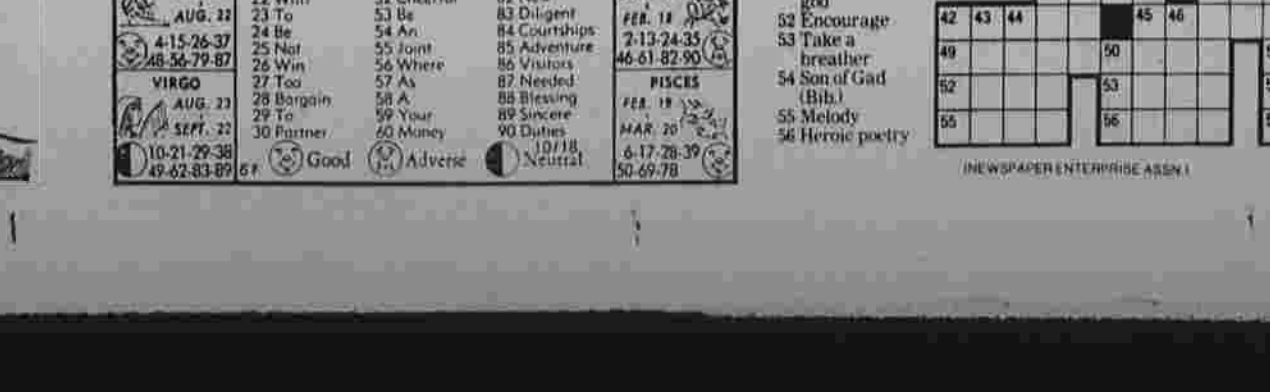 AUG. 22
4-15-26-37
48-56-79-87
VIRGO
AUG. 23
SEPT. 22
10-21-29-38
49-62-83-89
23 To
24 Be
25 Not
26 Win
27 Too
28 Bargain
29 To
30 Partner
53 Be
54 An
55 Joint
56 Where
57 As
58 A
59 Your
60 Money
83 Diligent
84 Courtships
85 Adventure
86 Visitors
87 Needed
88 Blessing
89 Sincere
90 Duties
10/18
Good
Adverse
Neutral
FEB. 18
2-13-24-35
46-61-82-90
PISCES
FEB. 19
MAR. 20
6-17-28-39
50-69-78
god
52 Encourage
53 Take a
breather
54 Son of Gad
(Bib.)
55 Melody
56 Heroic poetry
42 43 44 45 46
49 50
52 53
55 56
(NEWSPAPER ENTERPRISE ASSN.)